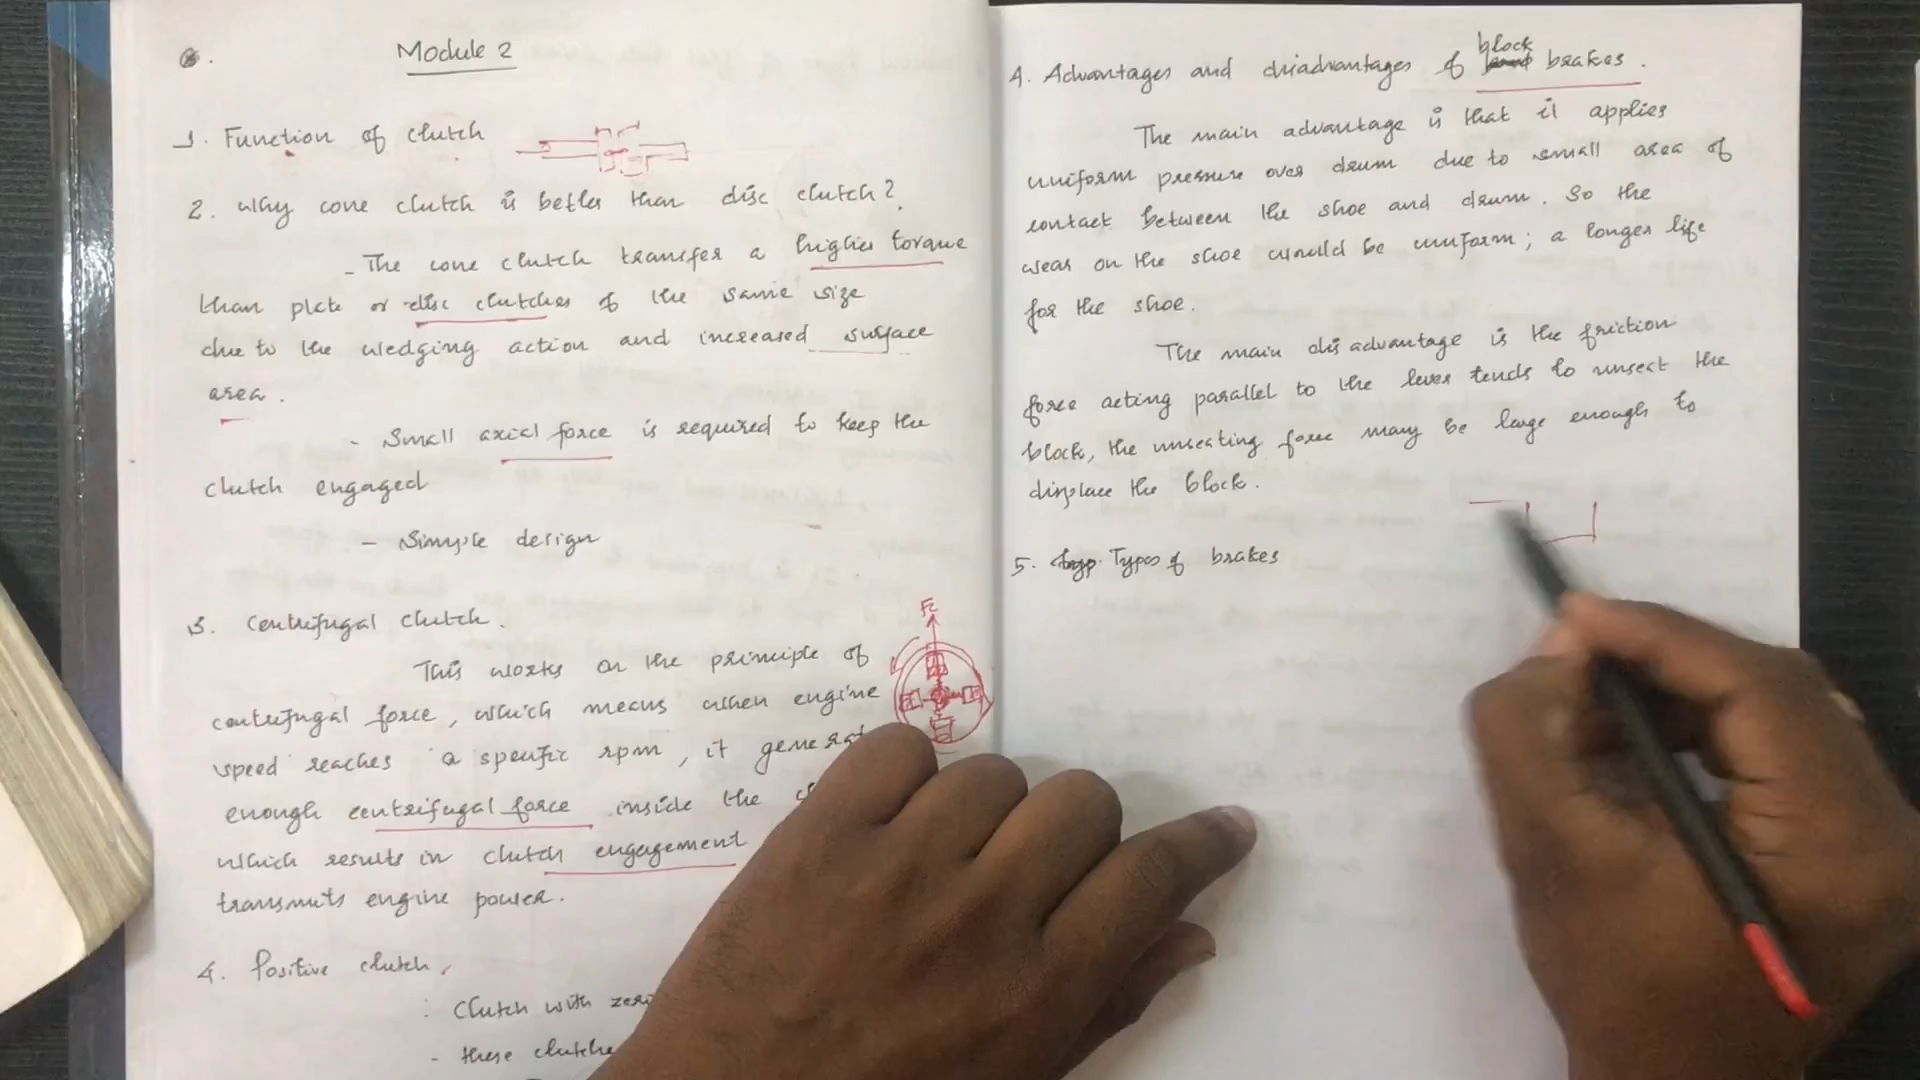 Module 2
1. Function of clutch
2. Why cone clutch is better than disc clutch?
- The cone clutch transfer a higher torque
than plate or disc clutches of the same size
due to the wedging action and increased surface
area.
- Small axial force is required to keep the
clutch engaged
- Simple design
3. Centrifugal clutch.
Fc
This works on the principle of
centrifugal force, which means when engine
speed reaches a specific rpm, it
enough centrifugal force inside the
which results in clutch engagement
transmits engine power.
4. Positive clutch,
: Clutch with
- these
4. Advantages and disadvantages of block brakes.
The main advantage is that it applies
uniform pressure over drum due to small area of
contact between the shoe and drum. So the
wear on the shoe would be uniform; a longer life
for the shoe.
The main disadvantage is the friction
force acting parallel to the lever tends to unseat the
block, the unseating force may be large enough to
displace the block.
5. Types of brakes